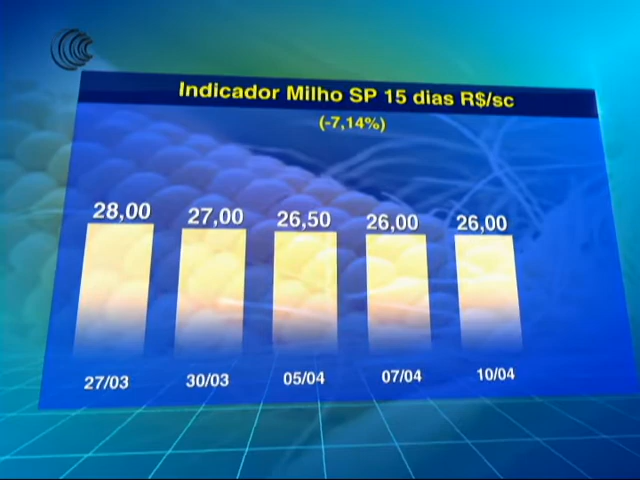 Indicador Milho SP 15 dias R$/sc
(-7,14%)
28,00 27,00 26,50 26,00 26,00
27/03 30/03 05/04 07/04 10/04